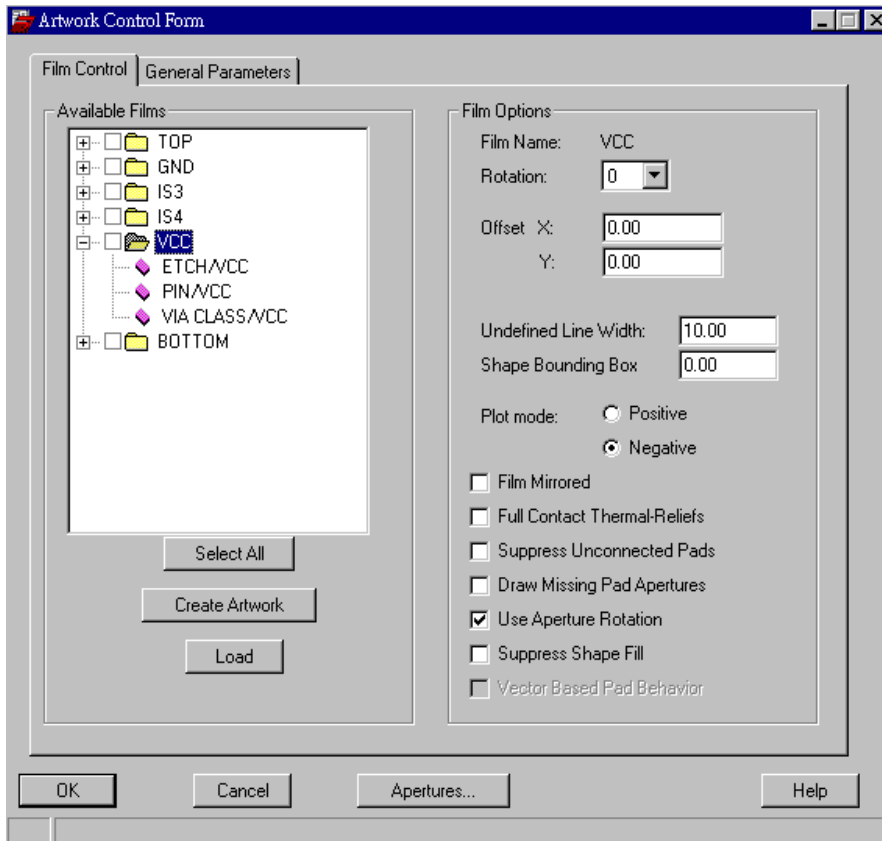 Artwork Control Form
Film Control
General Parameters
Available Films
TOP
GND
IS3
IS4
VCC
ETCH/VCC
PIN/VCC
VIA CLASS/VCC
BOTTOM
Select All
Create Artwork
Load
Film Options
Film Name: VCC
Rotation: 0
Offset X: 0.00
Y: 0.00
Undefined Line Width: 10.00
Shape Bounding Box 0.00
Plot mode: Positive
Negative
Film Mirrored
Full Contact Thermal-Reliefs
Suppress Unconnected Pads
Draw Missing Pad Apertures
Use Aperture Rotation
Suppress Shape Fill
Vector Based Pad Behavior
OK
Cancel
Apertures...
Help